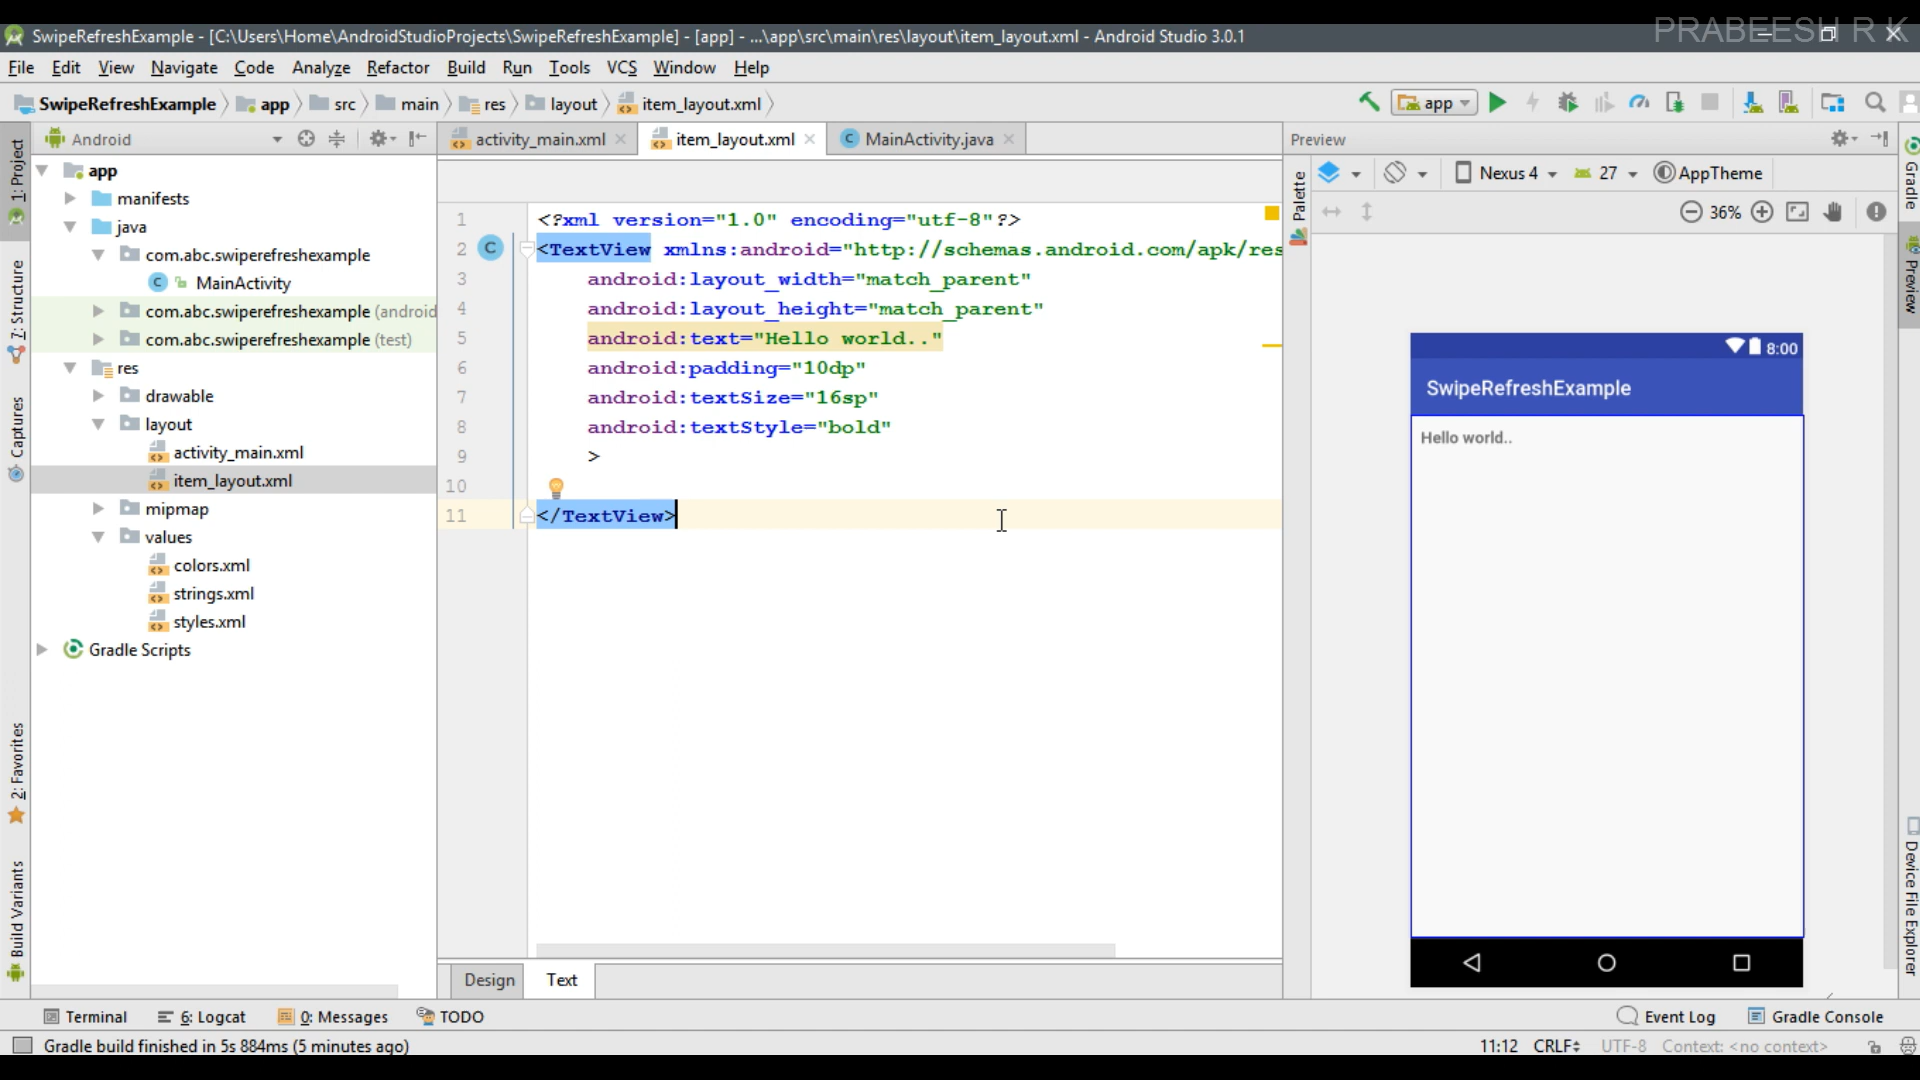 PRABEESH R K
SwipeRefreshExample - [C:\Users\Home\AndroidStudioProjects\SwipeRefreshExample] - [app] - ...\app\src\main\res\layout\item_layout.xml - Android Studio 3.0.1
File Edit View Navigate Code Analyze Refactor Build Run Tools VCS Window Help
SwipeRefreshExample app src main res layout item_layout.xml app
1: Project
7: Structure
Captures
2: Favorites
Build Variants
Android
app
manifests
java
com.abc.swiperefreshexample
MainActivity
com.abc.swiperefreshexample (android
com.abc.swiperefreshexample (test)
res
drawable
layout
activity_main.xml
item_layout.xml
mipmap
values
colors.xml
strings.xml
styles.xml
Gradle Scripts
activity_main.xml item_layout.xml MainActivity.java
1 <?xml version="1.0" encoding="utf-8"?>
2 <TextView xmlns:android="http://schemas.android.com/apk/res
3 android:layout_width="match_parent"
4 android:layout_height="match_parent"
5 android:text="Hello world.."
6 android:padding="10dp"
7 android:textSize="16sp"
8 android:textStyle="bold"
9 >
10
11 </TextView>
Design Text
Preview
Palette
Nexus 4 27 AppTheme
36%
8:00
SwipeRefreshExample
Hello world..
Gradle
Preview
Device File Explorer
Terminal 6: Logcat 0: Messages TODO Event Log Gradle Console
Gradle build finished in 5s 884ms (5 minutes ago) 11:12 CRLF UTF-8 Context: <no context>